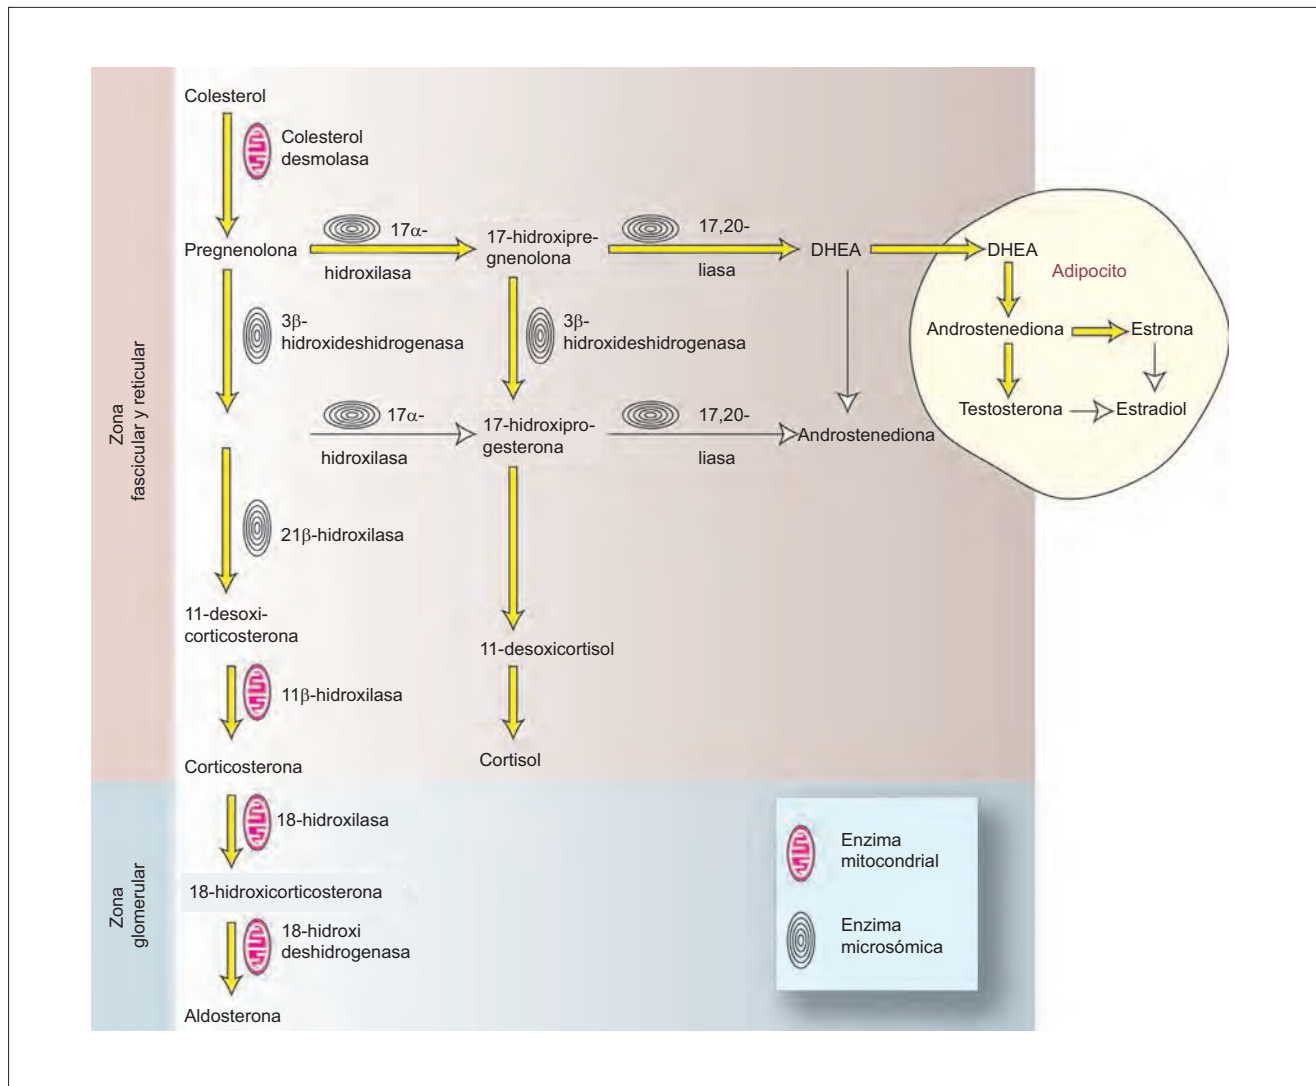 Colesterol
Colesterol
desmolasa
Pregnenolona
17α-
hidroxilasa
17-hidroxipre-
gnenolona
17,20-
liasa
DHEA
DHEA
Adipocito
Androstenediona
Estrona
Testosterona
Estradiol
3β-
hidroxideshidrogenasa
3β-
hidroxideshidrogenasa
17α-
hidroxilasa
17-hidroxipro-
gesterona
17,20-
liasa
Androstenediona
Zona
fascicular y reticular
21β-hidroxilasa
11-desoxi-
corticosterona
11-desoxicortisol
11β-hidroxilasa
Corticosterona
Cortisol
18-hidroxilasa
18-hidroxicorticosterona
Zona
glomerular
18-hidroxi
deshidrogenasa
Aldosterona
Enzima
mitocondrial
Enzima
microsómica